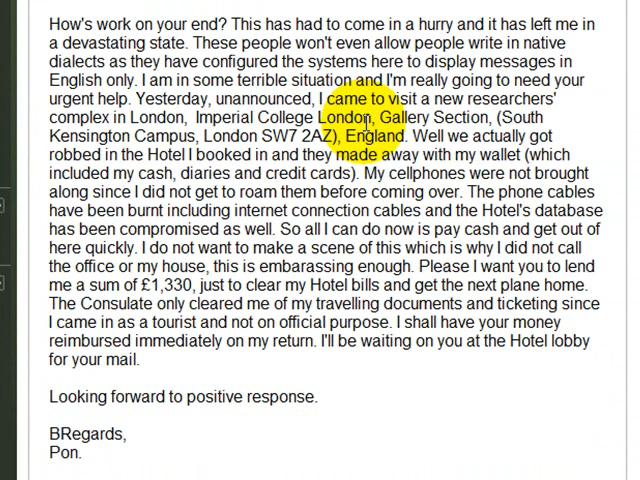 How's work on your end? This has had to come in a hurry and it has left me in
a devastating state. These people won't even allow people write in native
dialects as they have configured the systems here to display messages in
English only. I am in some terrible situation and I'm really going to need your
urgent help. Yesterday, unannounced, I came to visit a new researchers'
complex in London,  Imperial College London, Gallery Section, (South
Kensington Campus, London SW7 2AZ), England. Well we actually got
robbed in the Hotel I booked in and they made away with my wallet (which
included my cash, diaries and credit cards). My cellphones were not brought
along since I did not get to roam them before coming over. The phone cables
have been burnt including internet connection cables and the Hotel's database
has been compromised as well. So all I can do now is pay cash and get out of
here quickly. I do not want to make a scene of this which is why I did not call
the office or my house, this is embarassing enough. Please I want you to lend
me a sum of £1,330, just to clear my Hotel bills and get the next plane home.
The Consulate only cleared me of my travelling documents and ticketing since
I came in as a tourist and not on official purpose. I shall have your money
reimbursed immediately on my return. I'll be waiting on you at the Hotel lobby
for your mail.
Looking forward to positive response.
BRegards,
Pon.